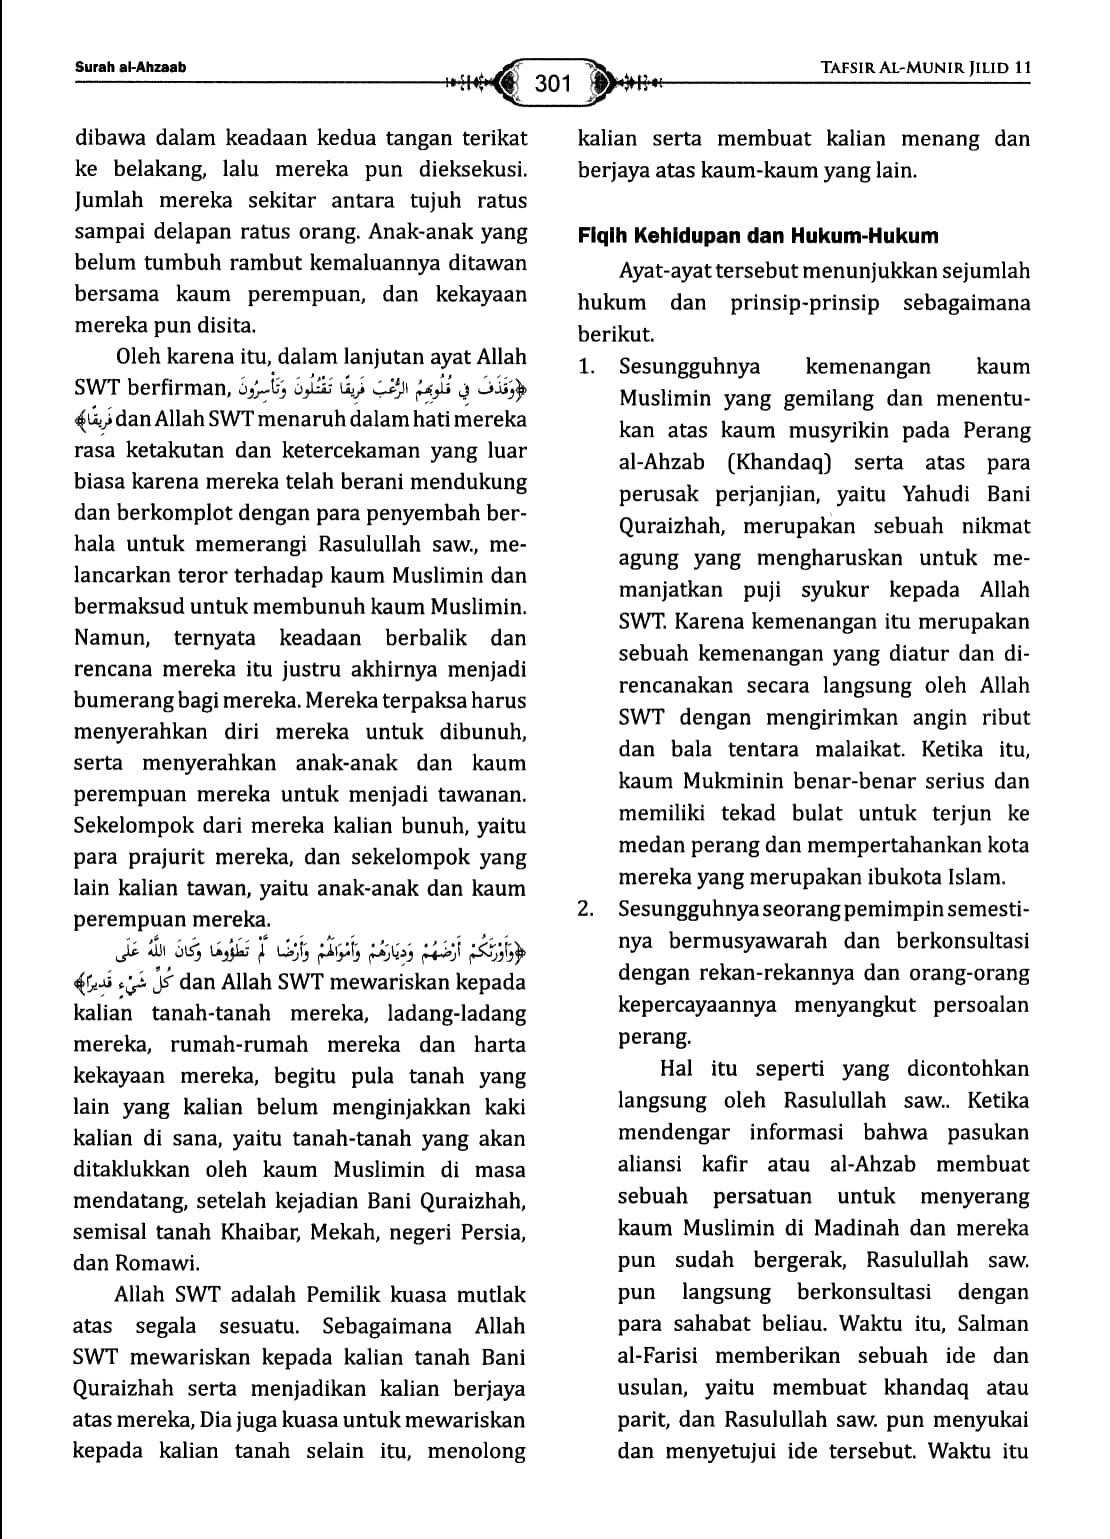 Surah al-Ahzaab
301
TAFSIR AL-MUNIR JILID 11
dibawa dalam keadaan kedua tangan terikat
ke belakang, lalu mereka pun dieksekusi.
Jumlah mereka sekitar antara tujuh ratus
sampai delapan ratus orang. Anak-anak yang
belum tumbuh rambut kemaluannya ditawan
bersama kaum perempuan, dan kekayaan
mereka pun disita.
Oleh karena itu, dalam lanjutan ayat Allah
SWT berfirman, ﴿وَقَذَفَ فِي قُلُوبِهِمُ الرُّعْبَ فَرِيقًا تَقْتُلُونَ وَتَأْسِرُونَ
فَرِيقًا﴾ dan Allah SWT menaruh dalam hati mereka
rasa ketakutan dan ketercekaman yang luar
biasa karena mereka telah berani mendukung
dan berkomplot dengan para penyembah ber-
hala untuk memerangi Rasulullah saw., me-
lancarkan teror terhadap kaum Muslimin dan
bermaksud untuk membunuh kaum Muslimin.
Namun, ternyata keadaan berbalik dan
rencana mereka itu justru akhirnya menjadi
bumerang bagi mereka. Mereka terpaksa harus
menyerahkan diri mereka untuk dibunuh,
serta menyerahkan anak-anak dan kaum
perempuan mereka untuk menjadi tawanan.
Sekelompok dari mereka kalian bunuh, yaitu
para prajurit mereka, dan sekelompok yang
lain kalian tawan, yaitu anak-anak dan kaum
perempuan mereka.
﴿وَأَوْرَثَكُمْ أَرْضَهُمْ وَدِيَارَهُمْ وَأَمْوَالَهُمْ وَأَرْضًا لَّمْ تَطَؤُوهَا وَكَانَ اللَّهُ عَلَى
كُلِّ شَيْءٍ قَدِيرًا﴾ dan Allah SWT mewariskan kepada
kalian tanah-tanah mereka, ladang-ladang
mereka, rumah-rumah mereka dan harta
kekayaan mereka, begitu pula tanah yang
lain yang kalian belum menginjakkan kaki
kalian di sana, yaitu tanah-tanah yang akan
ditaklukkan oleh kaum Muslimin di masa
mendatang, setelah kejadian Bani Quraizhah,
semisal tanah Khaibar, Mekah, negeri Persia,
dan Romawi.
Allah SWT adalah Pemilik kuasa mutlak
atas segala sesuatu. Sebagaimana Allah
SWT mewariskan kepada kalian tanah Bani
Quraizhah serta menjadikan kalian berjaya
atas mereka, Dia juga kuasa untuk mewariskan
kepada kalian tanah selain itu, menolong
kalian serta membuat kalian menang dan
berjaya atas kaum-kaum yang lain.
Fiqih Kehidupan dan Hukum-Hukum
Ayat-ayat tersebut menunjukkan sejumlah
hukum dan prinsip-prinsip sebagaimana
berikut.
1. Sesungguhnya kemenangan kaum
Muslimin yang gemilang dan menentu-
kan atas kaum musyrikin pada Perang
al-Ahzab (Khandaq) serta atas para
perusak perjanjian, yaitu Yahudi Bani
Quraizhah, merupakan sebuah nikmat
agung yang mengharuskan untuk me-
manjatkan puji syukur kepada Allah
SWT. Karena kemenangan itu merupakan
sebuah kemenangan yang diatur dan di-
rencanakan secara langsung oleh Allah
SWT dengan mengirimkan angin ribut
dan bala tentara malaikat. Ketika itu,
kaum Mukminin benar-benar serius dan
memiliki tekad bulat untuk terjun ke
medan perang dan mempertahankan kota
mereka yang merupakan ibukota Islam.
2. Sesungguhnya seorang pemimpin semesti-
nya bermusyawarah dan berkonsultasi
dengan rekan-rekannya dan orang-orang
kepercayaannya menyangkut persoalan
perang.
Hal itu seperti yang dicontohkan
langsung oleh Rasulullah saw.. Ketika
mendengar informasi bahwa pasukan
aliansi kafir atau al-Ahzab membuat
sebuah persatuan untuk menyerang
kaum Muslimin di Madinah dan mereka
pun sudah bergerak, Rasulullah saw.
pun langsung berkonsultasi dengan
para sahabat beliau. Waktu itu, Salman
al-Farisi memberikan sebuah ide dan
usulan, yaitu membuat khandaq atau
parit, dan Rasulullah saw. pun menyukai
dan menyetujui ide tersebut. Waktu itu